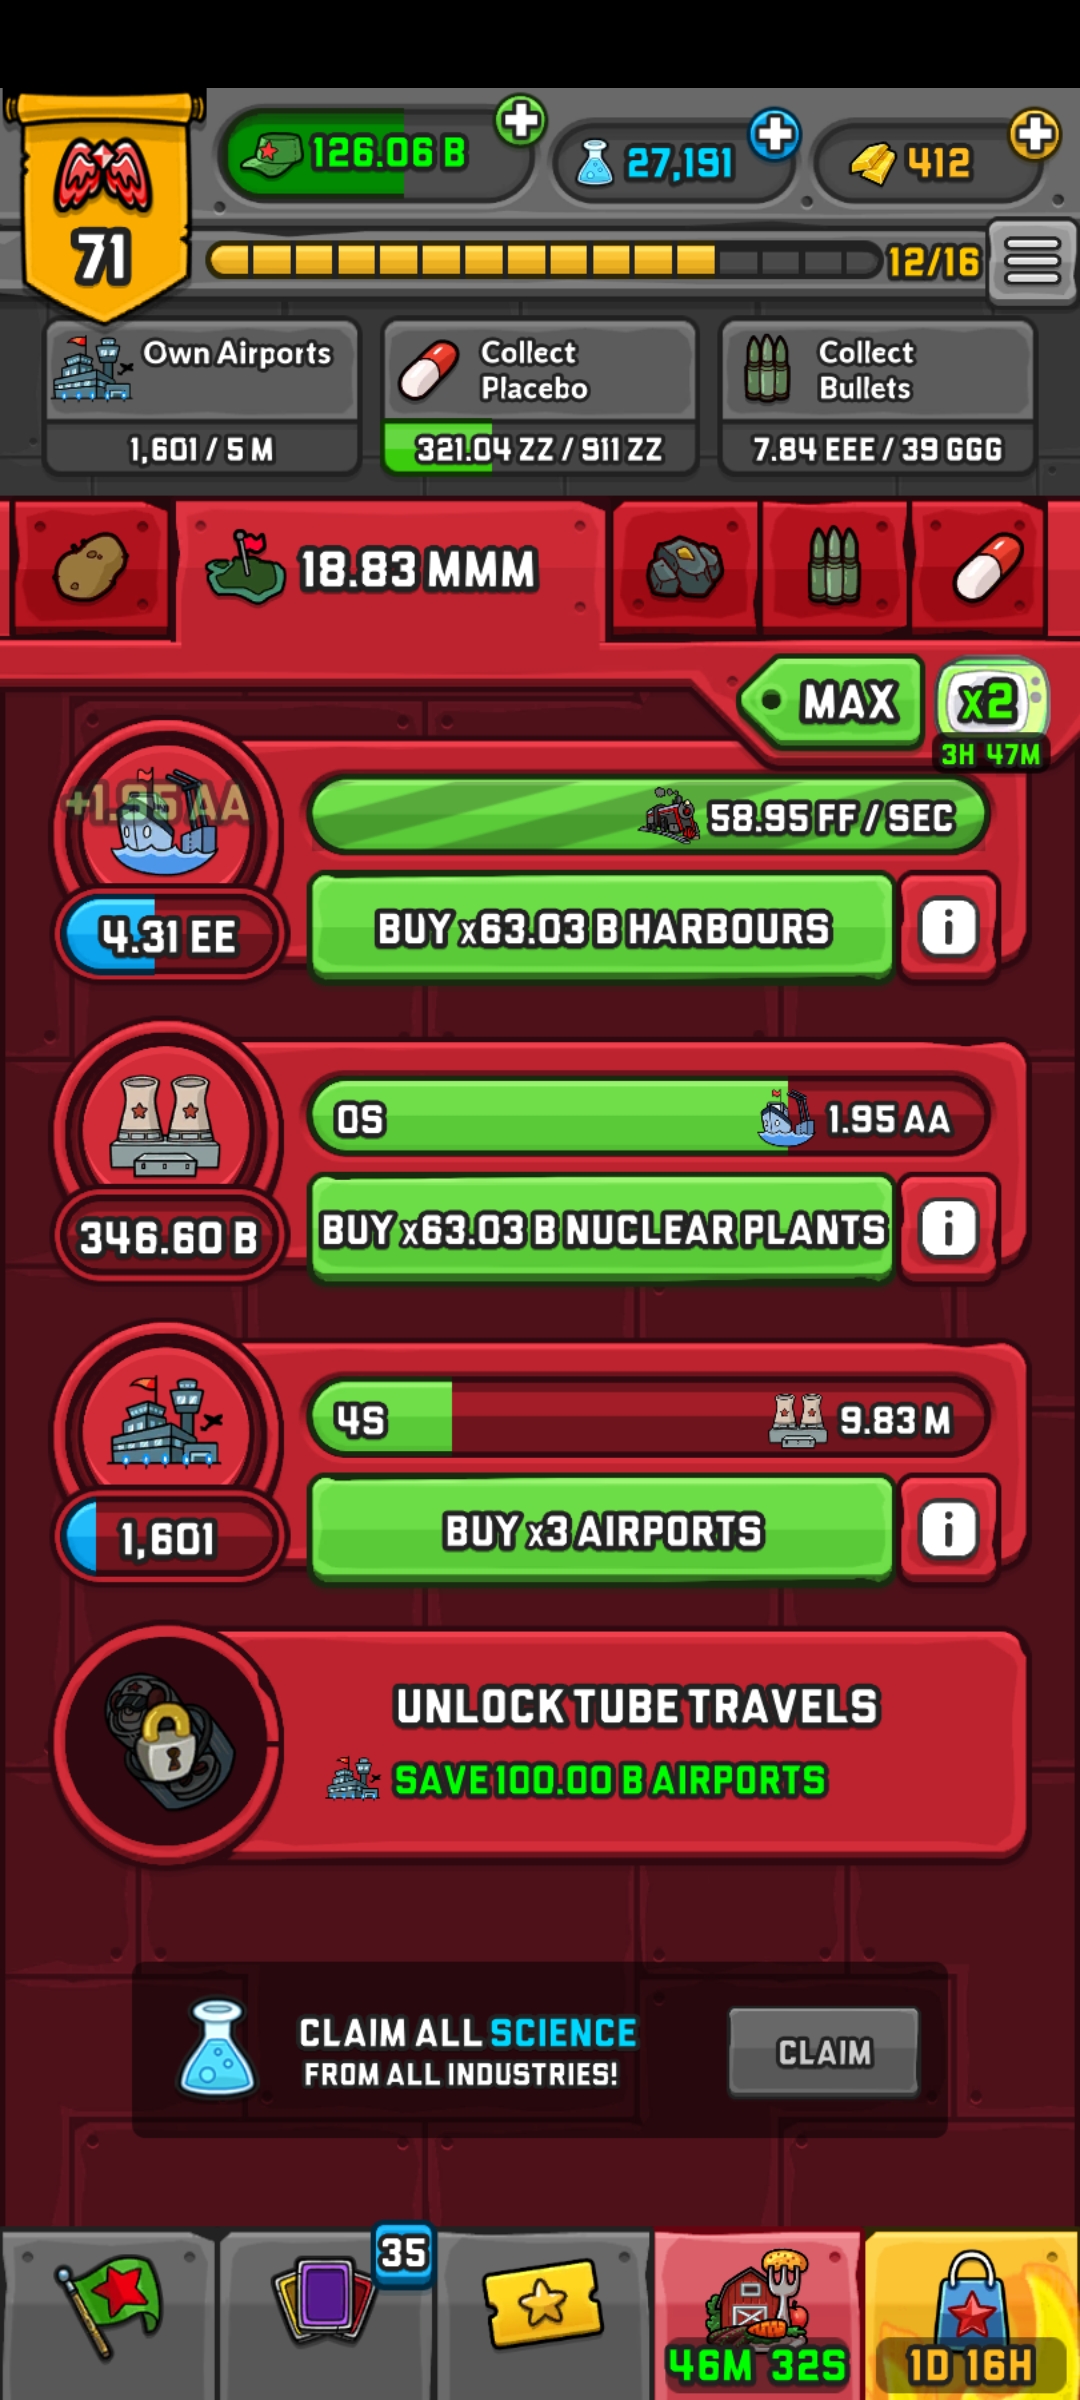 126.06 B
27,191
412
71
12/16
Own Airports
1,601 / 5 M
Collect
Placebo
321.04 ZZ / 911 ZZ
Collect
Bullets
7.84 EEE / 39 GGG
18.83 MMM
MAX
x2
3H 47M
+1.95 AA
58.95 FF / SEC
4.31 EE
BUY x63.03 B HARBOURS
i
0S
1.95 AA
346.60 B
BUY x63.03 B NUCLEAR PLANTS
i
4S
9.83 M
1,601
BUY x3 AIRPORTS
i
UNLOCK TUBE TRAVELS
SAVE 100.00 B AIRPORTS
CLAIM ALL SCIENCE
FROM ALL INDUSTRIES!
CLAIM
35
46M 32S
1D 16H